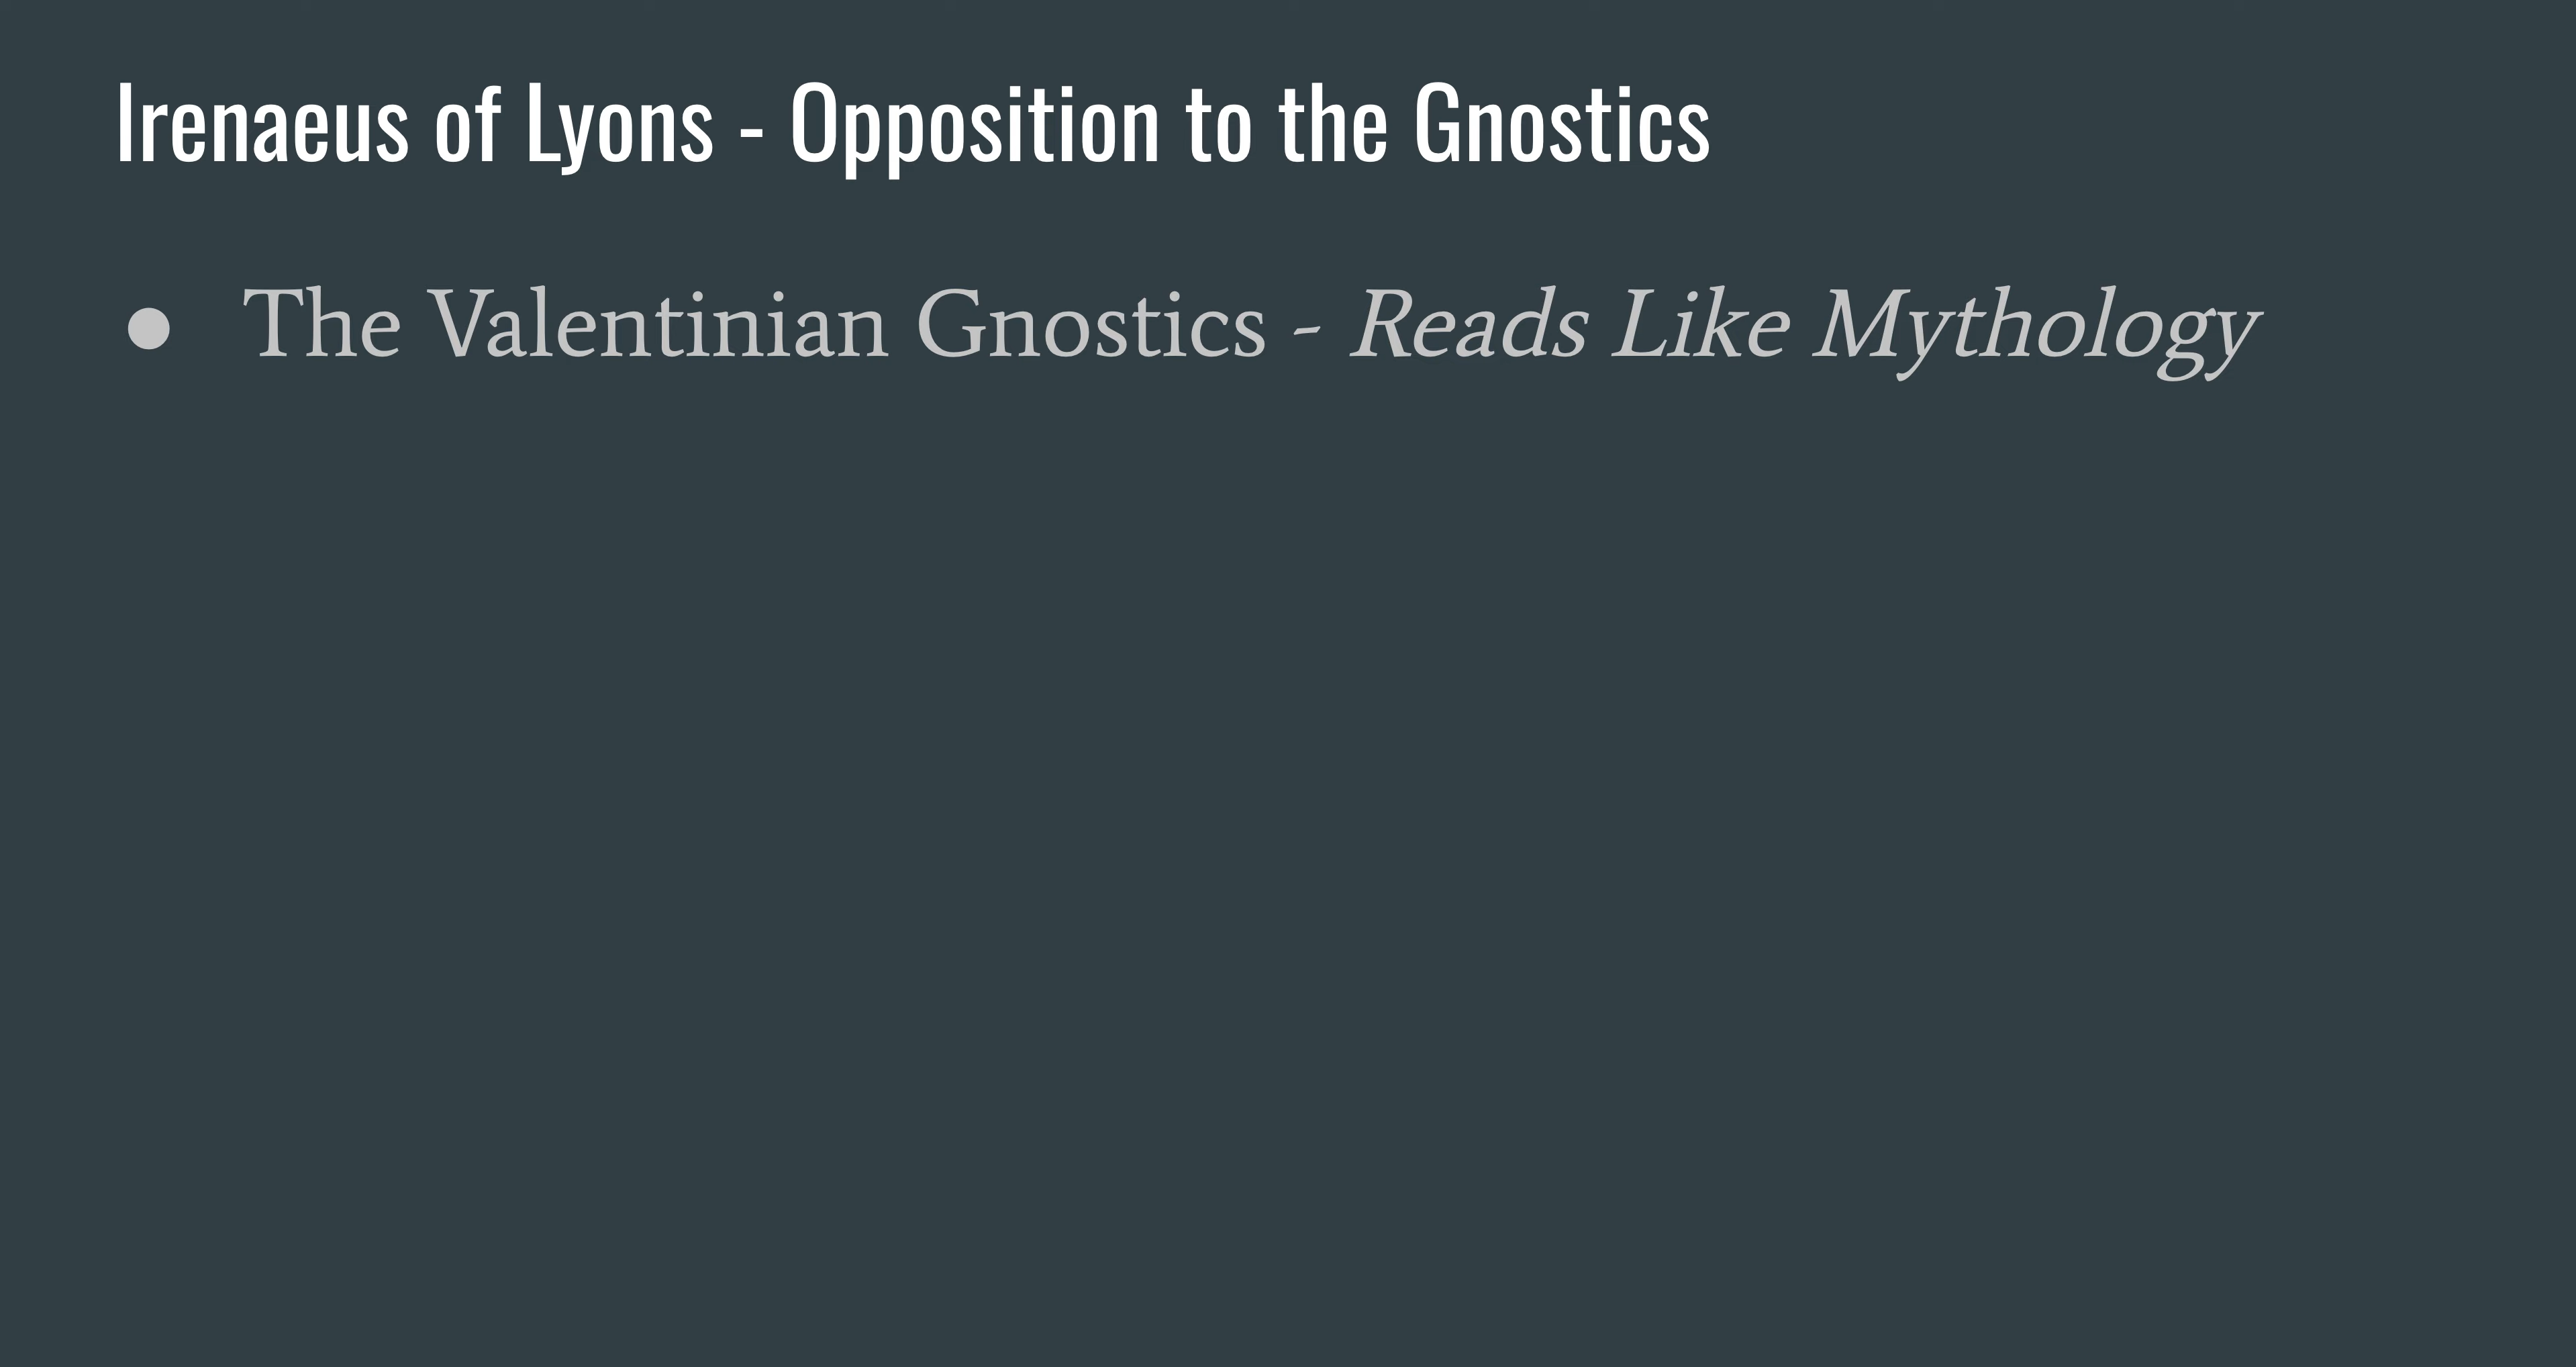 Irenaeus of Lyons - Opposition to the Gnostics
● The Valentinian Gnostics - Reads Like Mythology